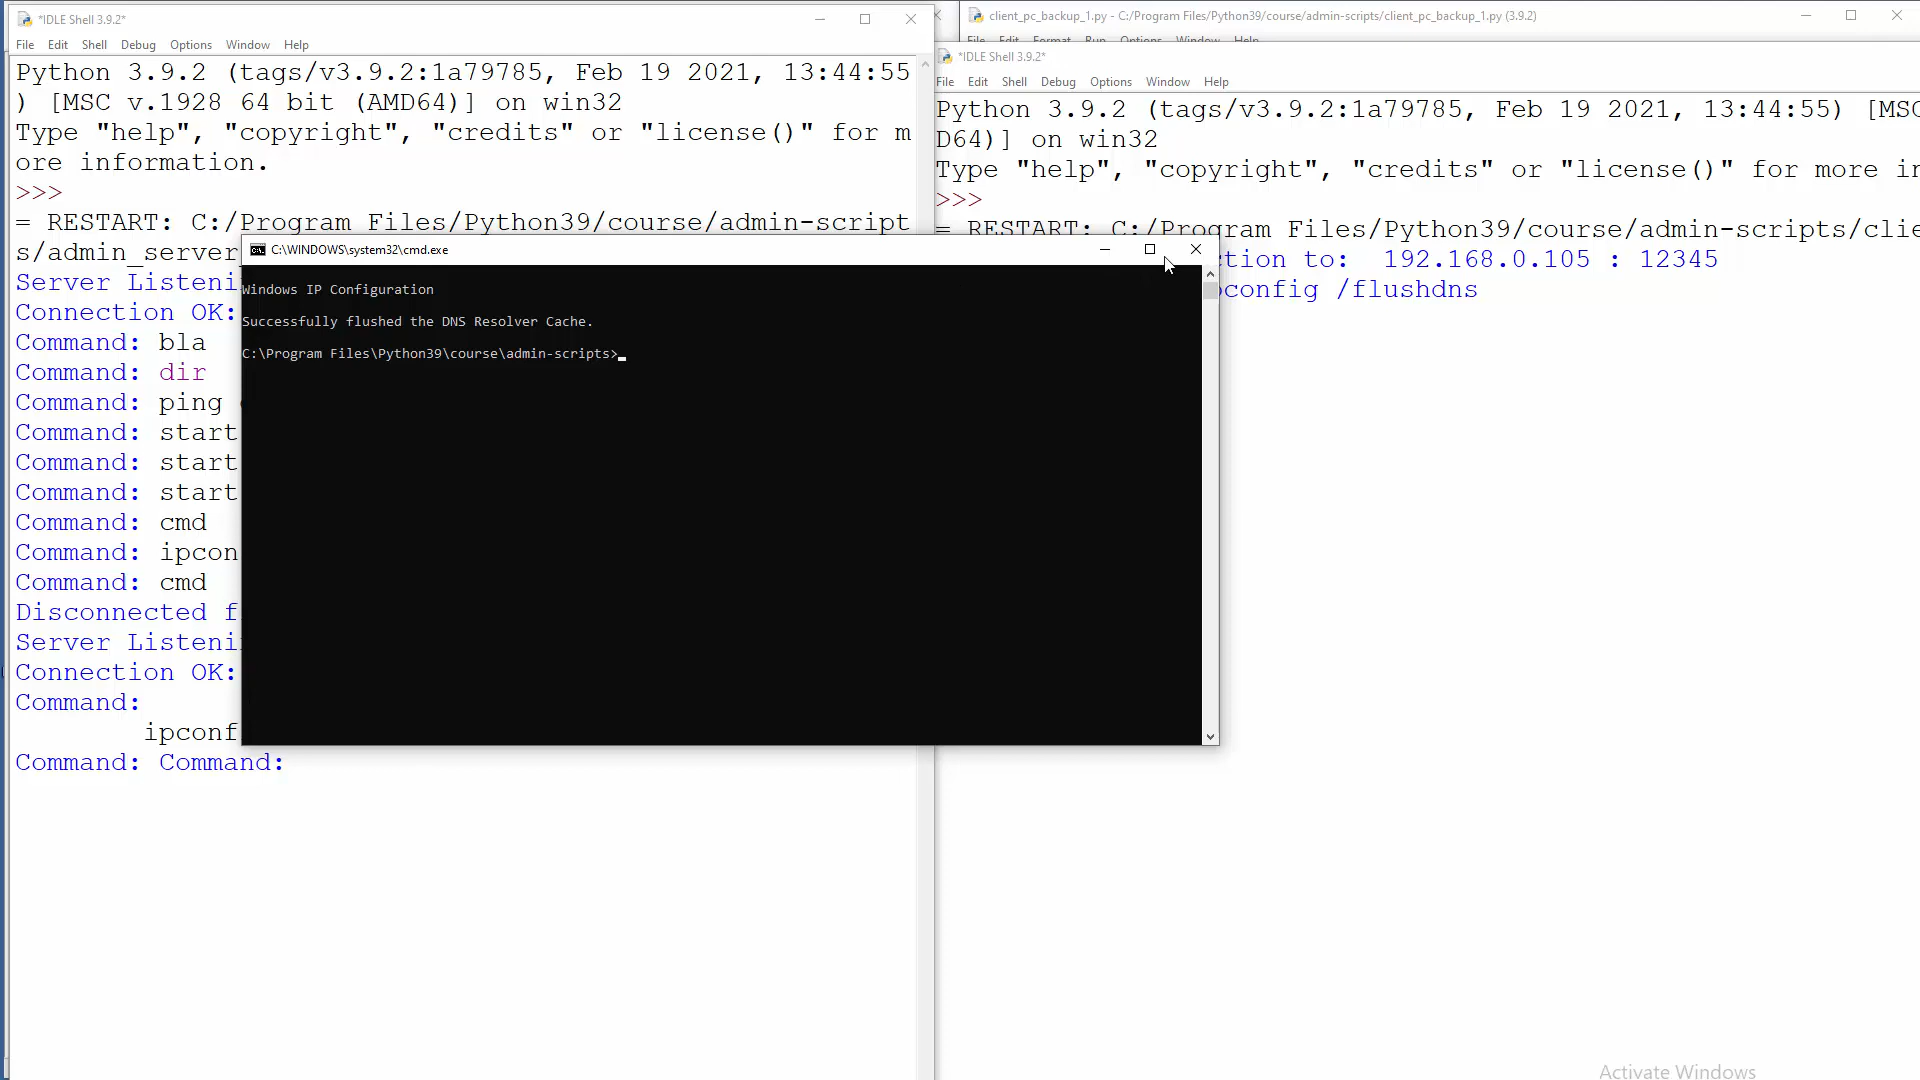 *IDLE Shell 3.9.2*
File Edit Shell Debug Options Window Help
Python 3.9.2 (tags/v3.9.2:1a79785, Feb 19 2021, 13:44:55
) [MSC v.1928 64 bit (AMD64)] on win32
Type "help", "copyright", "credits" or "license()" for m
ore information.
>>>
= RESTART: C:/Program Files/Python39/course/admin-script
s/admin_server
Server Listeni
Connection OK:
Command: bla
Command: dir
Command: ping
Command: start
Command: start
Command: start
Command: cmd
Command: ipcon
Command: cmd
Disconnected f
Server Listeni
Connection OK:
Command:
ipconf
Command: Command:
C:\WINDOWS\system32\cmd.exe
Windows IP Configuration
Successfully flushed the DNS Resolver Cache.
C:\Program Files\Python39\course\admin-scripts>
client_pc_backup_1.py - C:/Program Files/Python39/course/admin-scripts/client_pc_backup_1.py (3.9.2)
File Edit Format Run Options Window Help
*IDLE Shell 3.9.2*
File Edit Shell Debug Options Window Help
Python 3.9.2 (tags/v3.9.2:1a79785, Feb 19 2021, 13:44:55) [MSC
D64)] on win32
Type "help", "copyright", "credits" or "license()" for more in
>>>
= RESTART: C:/Program Files/Python39/course/admin-scripts/clie
ction to: 192.168.0.105 : 12345
pconfig /flushdns
Activate Windows